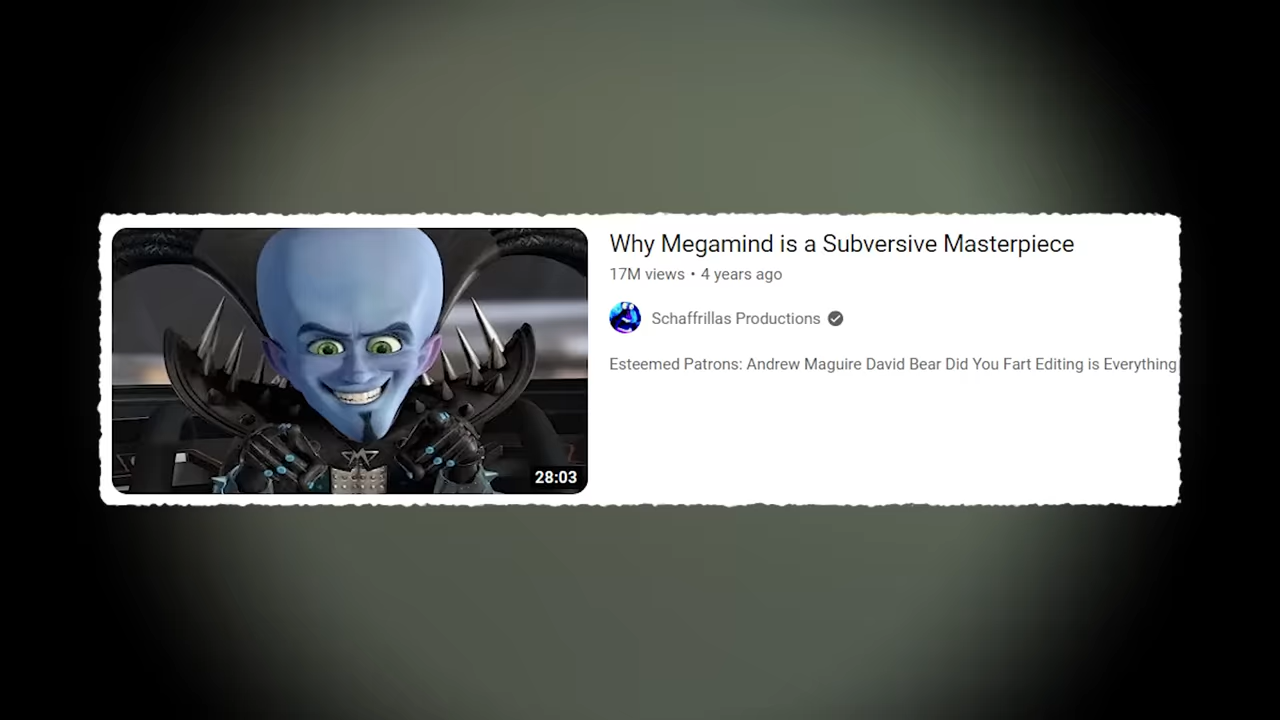 Why Megamind is a Subversive Masterpiece
17M views • 4 years ago
Schaffrillas Productions
Esteemed Patrons: Andrew Maguire David Bear Did You Fart Editing is Everything
28:03